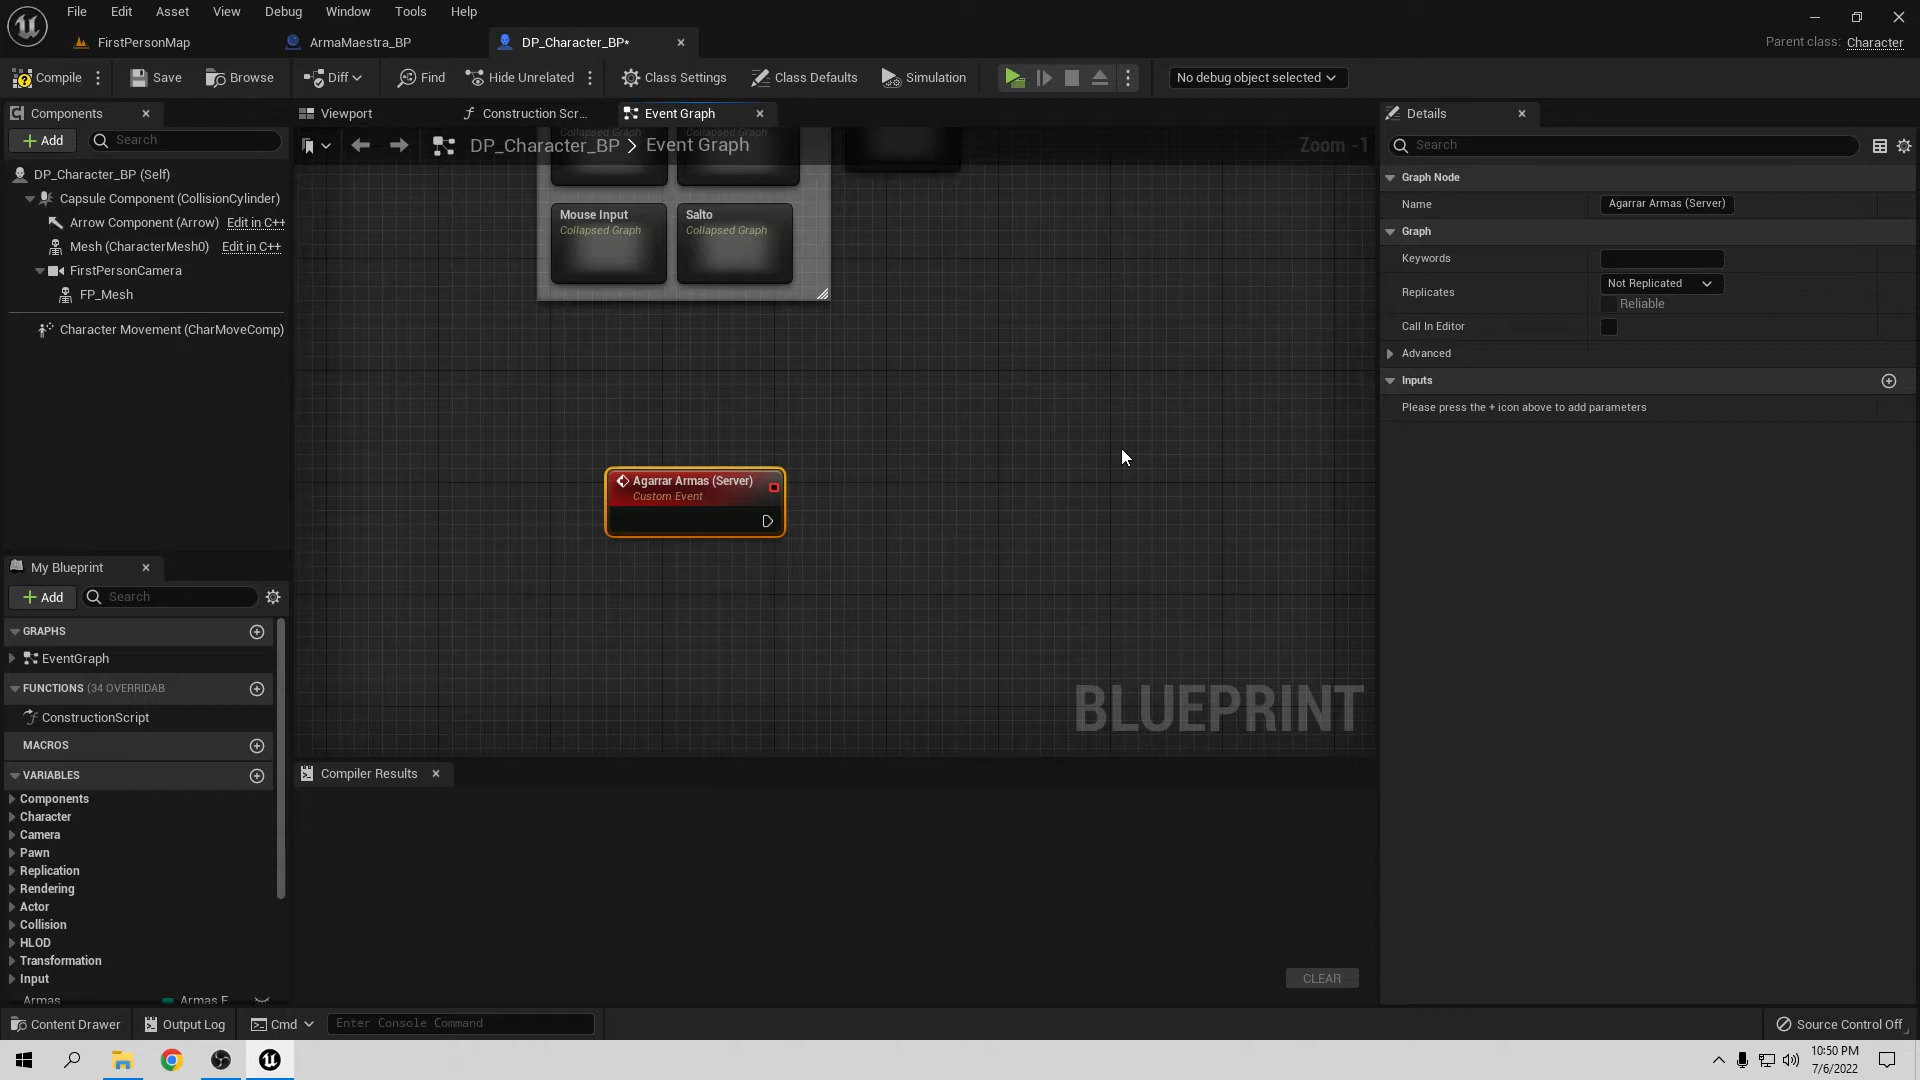 File Edit Asset View Debug Window Tools Help
FirstPersonMap ArmaMaestra_BP DP_Character_BP*
Parent class: Character
Compile Save Browse Diff Find Hide Unrelated Class Settings Class Defaults Simulation No debug object selected
Components
Add Search
DP_Character_BP (Self)
Capsule Component (CollisionCylinder)
Arrow Component (Arrow) Edit in C++
Mesh (CharacterMesh0) Edit in C++
FirstPersonCamera
FP_Mesh
Character Movement (CharMoveComp)
My Blueprint
Add Search
GRAPHS
EventGraph
FUNCTIONS (34 OVERRIDAB
ConstructionScript
MACROS
VARIABLES
Components
Character
Camera
Pawn
Replication
Rendering
Actor
Collision
HLOD
Transformation
Input
Armas Armas E
Viewport Construction Scr... Event Graph
DP_Character_BP > Event Graph
Zoom -1
Collapsed Graph Collapsed Graph
Mouse Input
Collapsed Graph
Salto
Collapsed Graph
Agarrar Armas (Server)
Custom Event
BLUEPRINT
Compiler Results
CLEAR
Details
Search
Graph Node
Name Agarrar Armas (Server)
Graph
Keywords
Replicates Not Replicated
Reliable
Call In Editor
Advanced
Inputs
Please press the + icon above to add parameters
Content Drawer Output Log Cmd Enter Console Command Source Control Off
10:50 PM
7/6/2022